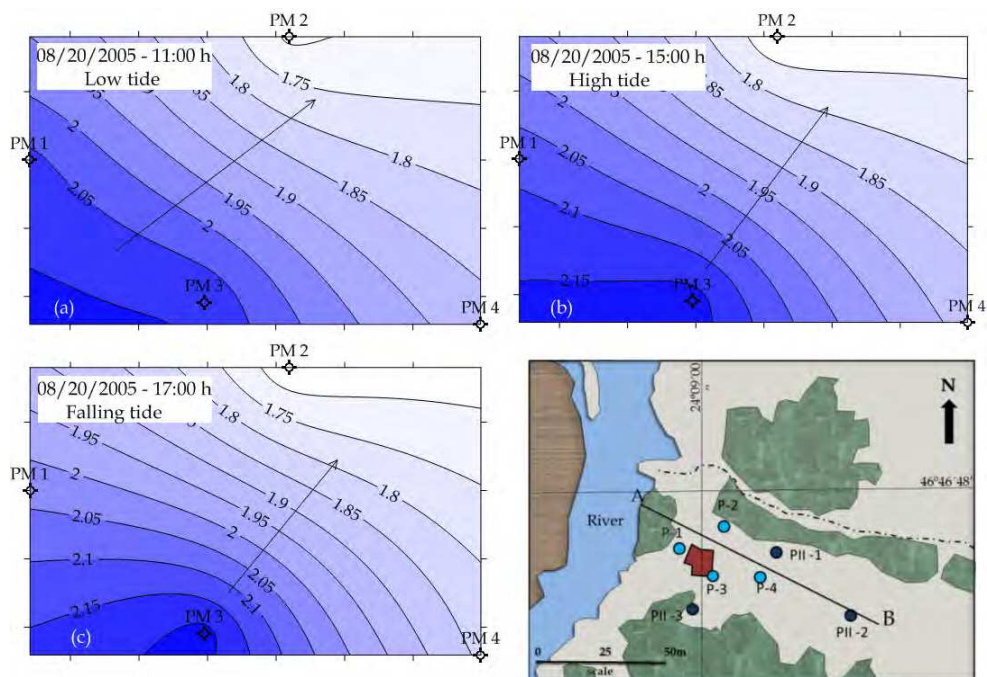 PM 2
08/20/2005 - 11:00 h
Low tide
1.75
1.8
1.8
1.85
1.9
1.95
2
2
2.05
PM 1
PM 3
PM 4
(a)
PM 2
08/20/2005 - 15:00 h
High tide
1.8
1.85
1.85
1.9
1.95
2
2
2.05
2.05
2.1
2.15
PM 1
PM 3
PM 4
(b)
PM 2
08/20/2005 - 17:00 h
Falling tide
1.75
1.8
1.8
1.85
1.85
1.9
1.9
1.95
1.95
2
2
2.05
2.05
2.1
2.1
2.15
PM 1
PM 3
PM 4
(c)
24°09'00
N
46°46´48'
A
River
P-2
P-1
PII -1
P-3
P-4
PII -3
PII -2
B
0 25 50m
scale